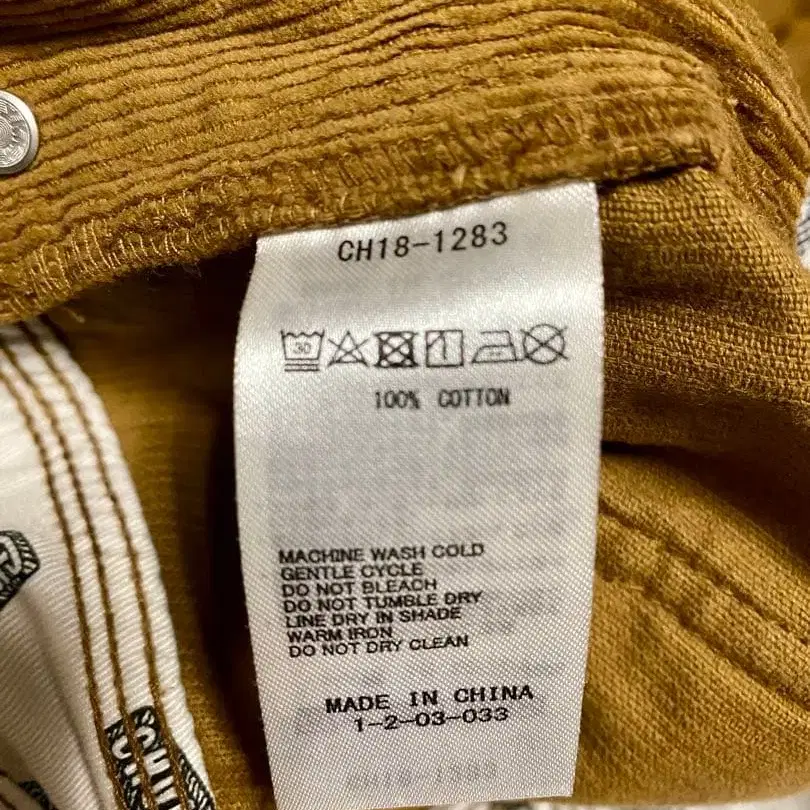 CH18-1283
30
100% COTTON
MACHINE WASH COLD
GENTLE CYCLE
DO NOT BLEACH
DO NOT TUMBLE DRY
LINE DRY IN SHADE
WARM IRON
DO NOT DRY CLEAN
MADE IN CHINA
1-2-03-033